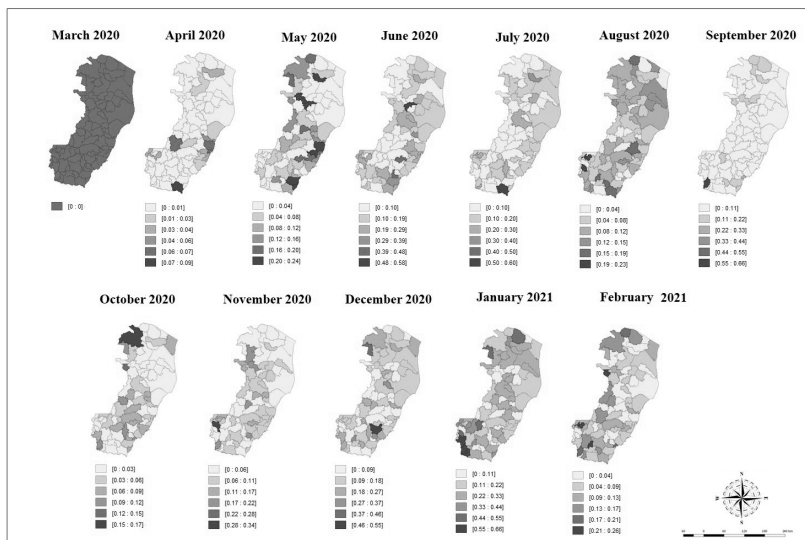 March 2020
April 2020
May 2020
June 2020
July 2020
August 2020
September 2020
[0 : 0]
[0 : 0.01]
[0.01 : 0.03]
[0.03 : 0.04]
[0.04 : 0.06]
[0.06 : 0.07]
[0.07 : 0.09]
[0 : 0.04]
[0.04 : 0.08]
[0.08 : 0.12]
[0.12 : 0.16]
[0.16 : 0.20]
[0.20 : 0.24]
[0 : 0.10]
[0.10 : 0.19]
[0.19 : 0.29]
[0.29 : 0.39]
[0.39 : 0.48]
[0.48 : 0.58]
[0 : 0.10]
[0.10 : 0.20]
[0.20 : 0.30]
[0.30 : 0.40]
[0.40 : 0.50]
[0.50 : 0.60]
[0 : 0.04]
[0.04 : 0.08]
[0.08 : 0.12]
[0.12 : 0.15]
[0.15 : 0.19]
[0.19 : 0.23]
[0 : 0.11]
[0.11 : 0.22]
[0.22 : 0.33]
[0.33 : 0.44]
[0.44 : 0.55]
[0.55 : 0.66]
October 2020
November 2020
December 2020
January 2021
February 2021
[0 : 0.03]
[0.03 : 0.06]
[0.06 : 0.09]
[0.09 : 0.12]
[0.12 : 0.15]
[0.15 : 0.17]
[0 : 0.06]
[0.06 : 0.11]
[0.11 : 0.17]
[0.17 : 0.22]
[0.22 : 0.28]
[0.28 : 0.34]
[0 : 0.09]
[0.09 : 0.18]
[0.18 : 0.27]
[0.27 : 0.37]
[0.37 : 0.46]
[0.46 : 0.55]
[0 : 0.11]
[0.11 : 0.22]
[0.22 : 0.33]
[0.33 : 0.44]
[0.44 : 0.55]
[0.55 : 0.66]
[0 : 0.04]
[0.04 : 0.09]
[0.09 : 0.13]
[0.13 : 0.17]
[0.17 : 0.21]
[0.21 : 0.26]
N
E
S